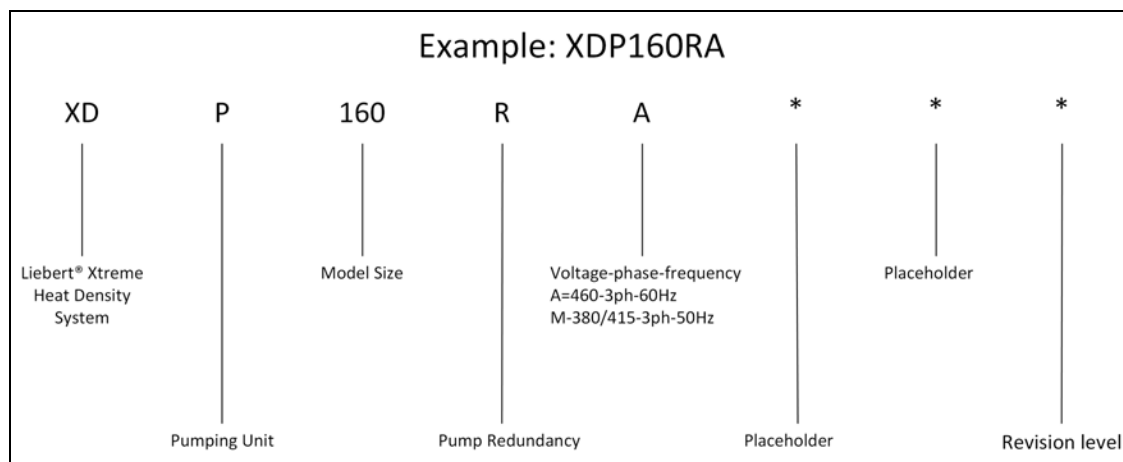 Example: XDP160RA
XD P 160 R A * * *
Liebert® Xtreme
Heat Density
System
Model Size
Voltage-phase-frequency
A=460-3ph-60Hz
M-380/415-3ph-50Hz
Placeholder
Pumping Unit
Pump Redundancy
Placeholder
Revision level